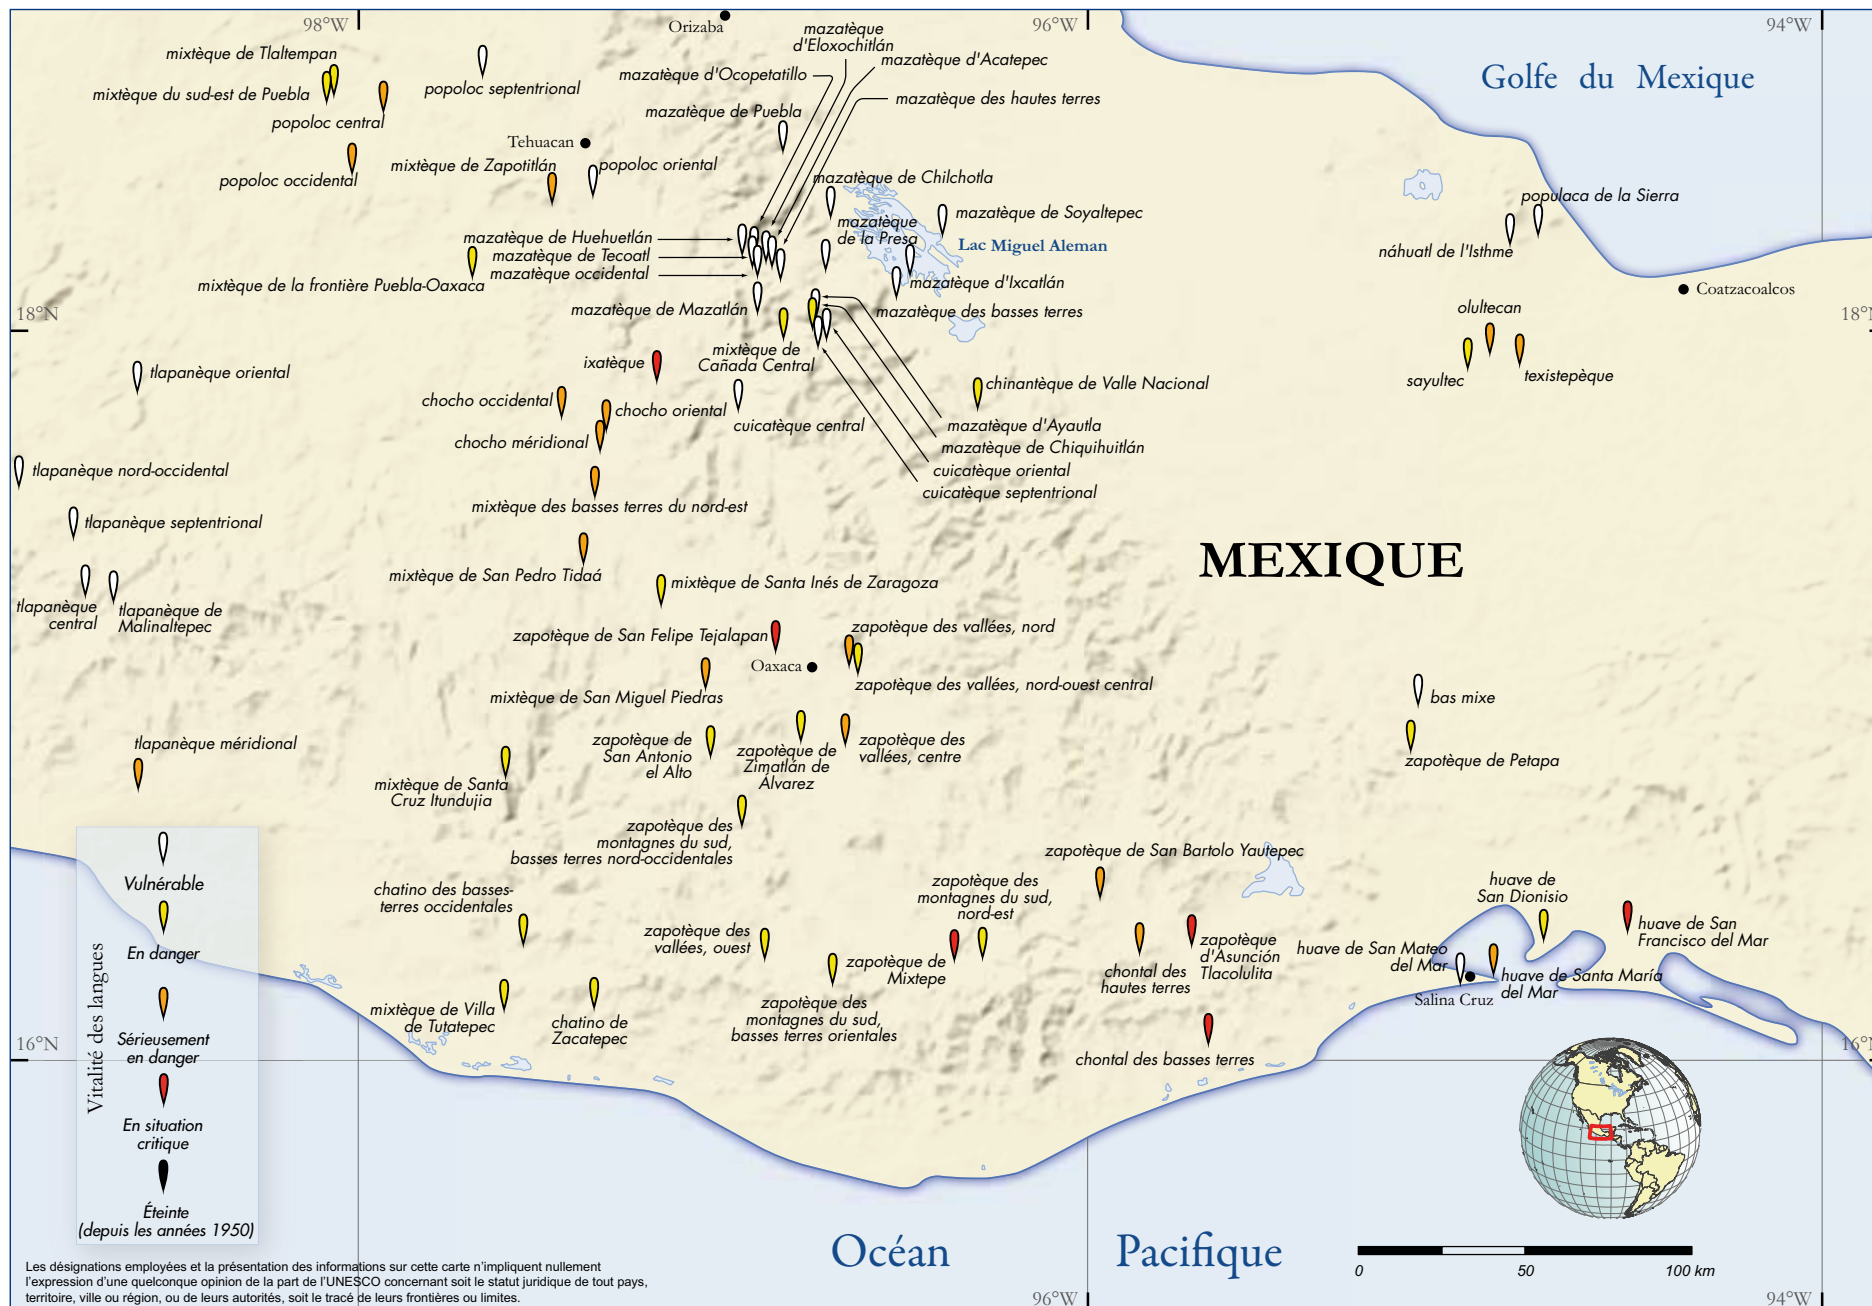 98°W
Orizaba
96°W
94°W
Golfe du Mexique
mixtèque de Tlaltempan
mixtèque du sud-est de Puebla
popoloc septentrional
popoloc central
popoloc occidental
Tehuacan
mixtèque de Zapotitlán
popoloc oriental
mazatèque
d'Eloxochitlán
mazatèque d'Ocopetatillo
mazatèque d'Acatepec
mazatèque des hautes terres
mazatèque de Puebla
mazatèque de Chilchotla
mazatèque
de la Presa
mazatèque de Soyaltepec
Lac Miguel Aleman
mazatèque de Huehuetlán
mazatèque de Tecoatl
mazatèque occidental
mixtèque de la frontière Puebla-Oaxaca
mazatèque d'Ixcatlán
mazatèque de Mazatlán
mazatèque des basses terres
populaca de la Sierra
náhuatl de l'Isthme
Coatzacoalcos
18°N
18°N
olultecan
sayultec
texistepèque
mixtèque de
Cañada Central
ixatèque
tlapanèque oriental
chocho occidental
chocho oriental
chocho méridional
cuicatèque central
chinantèque de Valle Nacional
mazatèque d'Ayautla
mazatèque de Chiquihuitlán
cuicatèque oriental
cuicatèque septentrional
tlapanèque nord-occidental
mixtèque des basses terres du nord-est
tlapanèque septentrional
MEXIQUE
mixtèque de San Pedro Tidaá
mixtèque de Santa Inés de Zaragoza
tlapanèque
central
tlapanèque de
Malinaltepec
zapotèque de San Felipe Tejalapan
zapotèque des vallées, nord
Oaxaca
zapotèque des vallées, nord-ouest central
mixtèque de San Miguel Piedras
bas mixe
zapotèque de Petapa
tlapanèque méridional
zapotèque de
San Antonio
el Alto
zapotèque de
Zimatlán de
Álvarez
zapotèque des
vallées, centre
mixtèque de Santa
Cruz Itundujia
zapotèque des
montagnes du sud,
basses terres nord-occidentales
zapotèque de San Bartolo Yautepec
chatino des basses-
terres occidentales
zapotèque des
montagnes du sud,
nord-est
huave de
San Dionisio
zapotèque des
vallées, ouest
zapotèque de
Mixtepe
zapotèque
d'Asunción
Tlacolulita
huave de San Mateo
del Mar
huave de San
Francisco del Mar
chontal des
hautes terres
huave de Santa María
del Mar
Salina Cruz
mixtèque de Villa
de Tutatepec
chatino de
Zacatepec
zapotèque des
montagnes du sud,
basses terres orientales
chontal des basses terres
16°N
16°N
Vitalité des langues
Vulnérable
En danger
Sérieusement
en danger
En situation
critique
Éteinte
(depuis les années 1950)
Océan Pacifique
0 50 100 km
Les désignations employées et la présentation des informations sur cette carte n'impliquent nullement
l'expression d'une quelconque opinion de la part de l'UNESCO concernant soit le statut juridique de tout pays,
territoire, ville ou région, ou de leurs autorités, soit le tracé de leurs frontières ou limites.
96°W
94°W